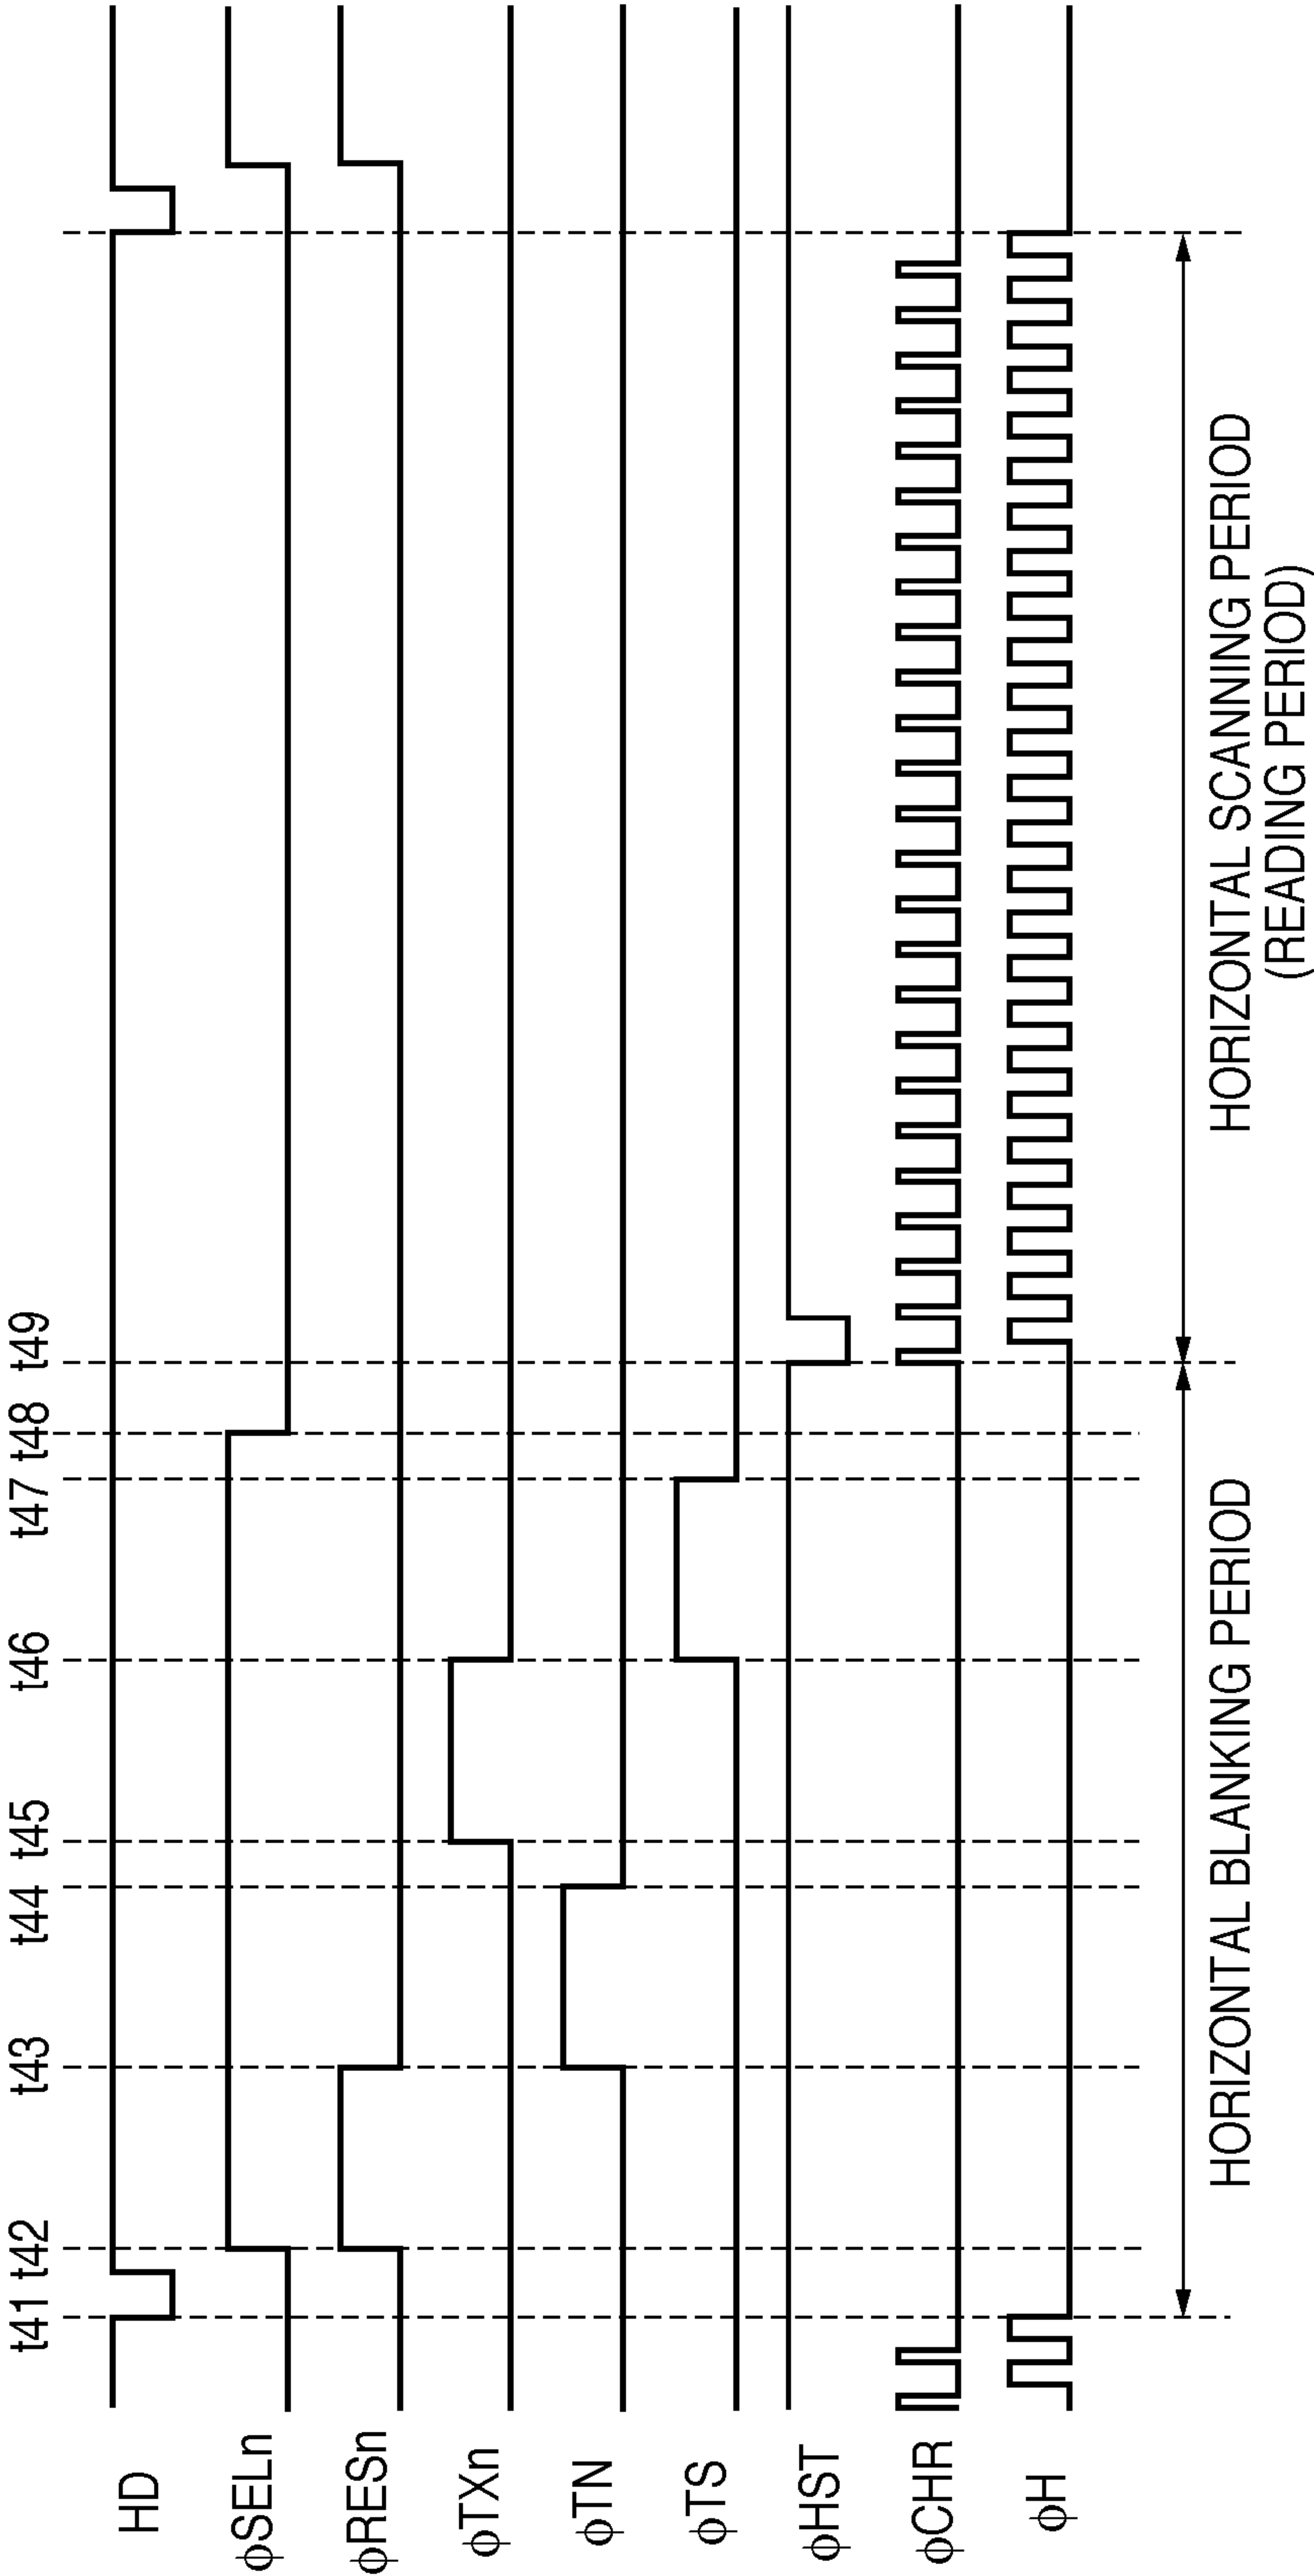 t41 t42 t43 t44 t45 t46 t47 t48 t49
HD
ϕSELn
ϕRESn
ϕTXn
ϕTN
ϕTS
ϕHST
ϕCHR
ϕH
HORIZONTAL BLANKING PERIOD
HORIZONTAL SCANNING PERIOD
(READING PERIOD)